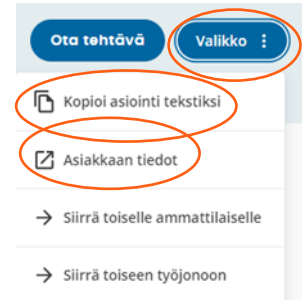 Ota tehtävä
Valikko
Kopioi asiointi tekstiksi
Asiakkaan tiedot
Siirrä toiselle ammattilaiselle
Siirrä toiseen työjonoon